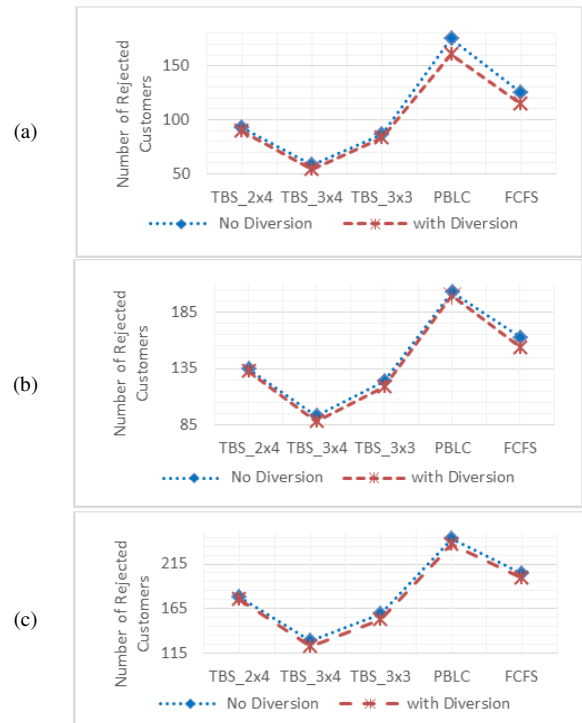 (a)
Number of Rejected
Customers
150
100
50
TBS_2x4 TBS_3x4 TBS_3x3 PBLC FCFS
No Diversion with Diversion
(b)
Number of Rejected
Customers
185
135
85
TBS_2x4 TBS_3x4 TBS_3x3 PBLC FCFS
No Diversion with Diversion
(c)
Number of Rejected
Customers
215
165
115
TBS_2x4 TBS_3x4 TBS_3x3 PBLC FCFS
No Diversion with Diversion